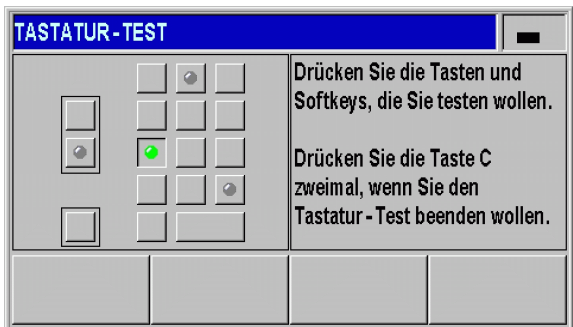 TASTATUR-TEST
Drücken Sie die Tasten und
Softkeys, die Sie testen wollen.
Drücken Sie die Taste C
zweimal, wenn Sie den
Tastatur-Test beenden wollen.